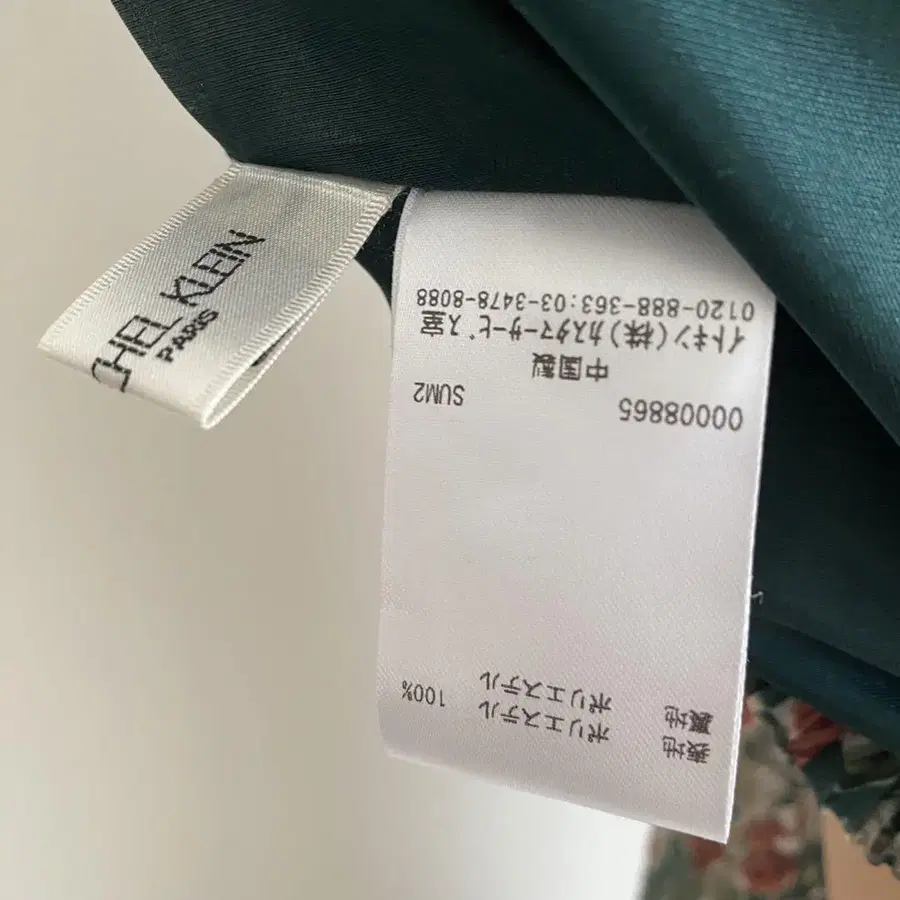 CHEL KLEIN
PARIS
表地 ポリエステル 100%
裏地 ポリエステル
00008865 SUM2
中国製
イトキン(株)カスタマーサービス室
0120-888-363:03-3478-8088